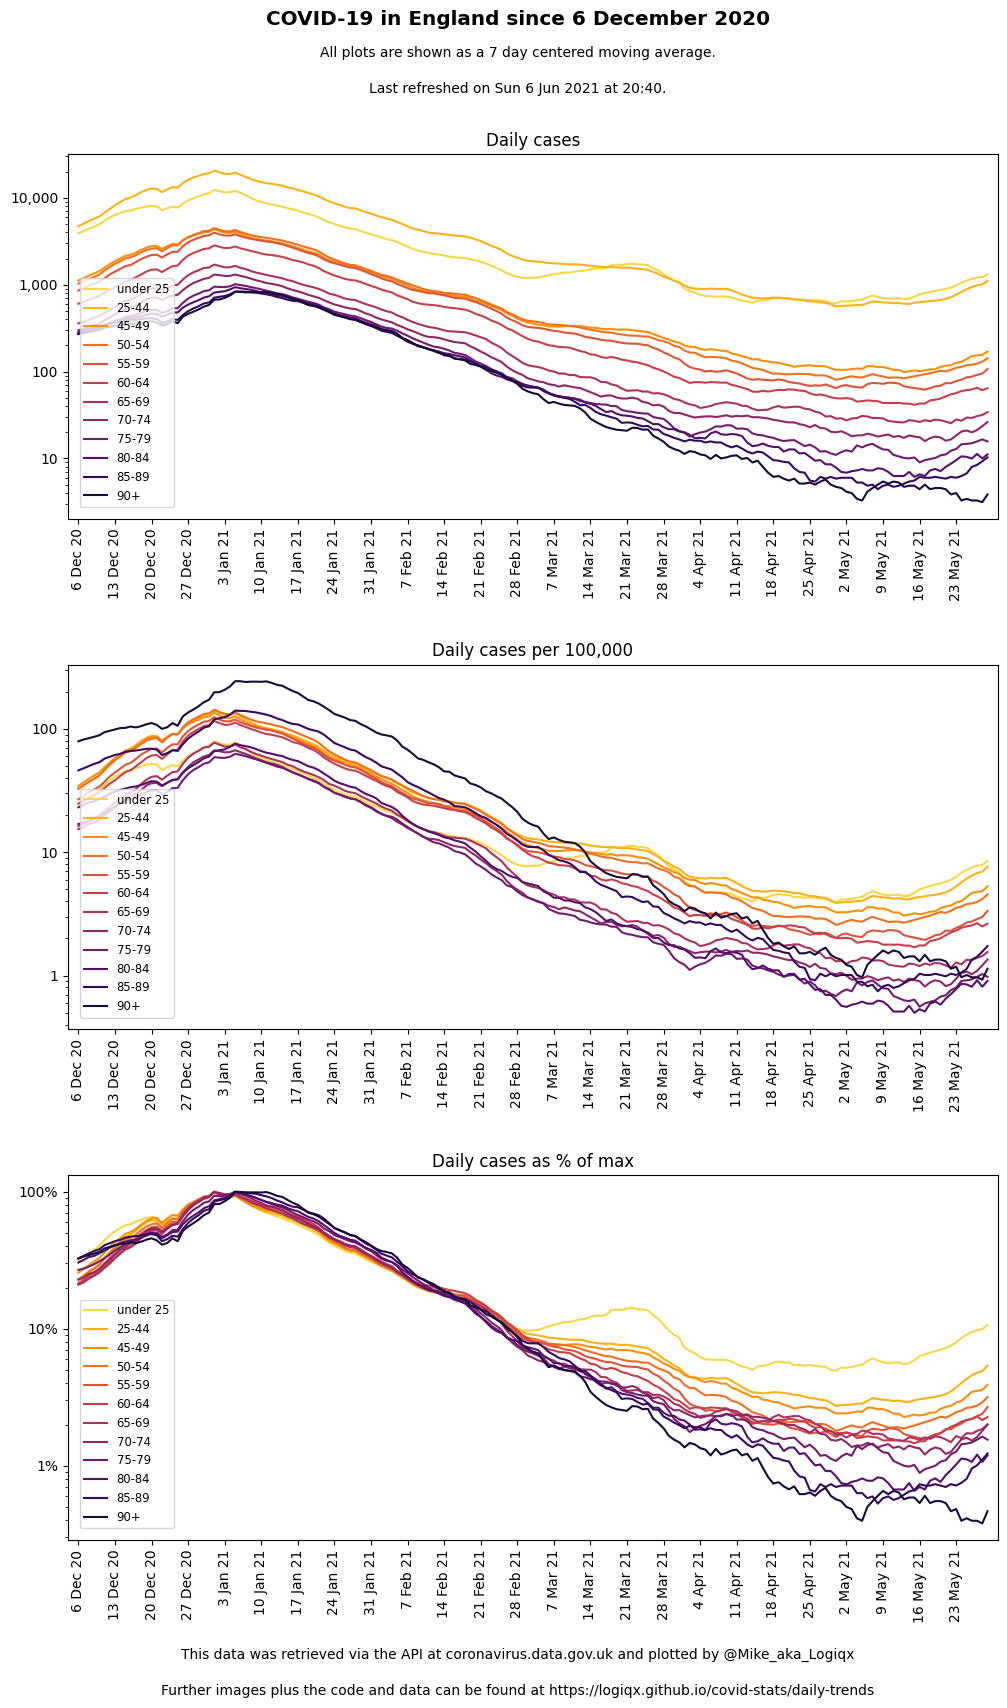 COVID-19 in England since 6 December 2020
All plots are shown as a 7 day centered moving average.
Last refreshed on Sun 6 Jun 2021 at 20:40.
Daily cases
10,000
1,000
100
10
under 25
25-44
45-49
50-54
55-59
60-64
65-69
70-74
75-79
80-84
85-89
90+
6 Dec 20
13 Dec 20
20 Dec 20
27 Dec 20
3 Jan 21
10 Jan 21
17 Jan 21
24 Jan 21
31 Jan 21
7 Feb 21
14 Feb 21
21 Feb 21
28 Feb 21
7 Mar 21
14 Mar 21
21 Mar 21
28 Mar 21
4 Apr 21
11 Apr 21
18 Apr 21
25 Apr 21
2 May 21
9 May 21
16 May 21
23 May 21
Daily cases per 100,000
100
10
1
under 25
25-44
45-49
50-54
55-59
60-64
65-69
70-74
75-79
80-84
85-89
90+
6 Dec 20
13 Dec 20
20 Dec 20
27 Dec 20
3 Jan 21
10 Jan 21
17 Jan 21
24 Jan 21
31 Jan 21
7 Feb 21
14 Feb 21
21 Feb 21
28 Feb 21
7 Mar 21
14 Mar 21
21 Mar 21
28 Mar 21
4 Apr 21
11 Apr 21
18 Apr 21
25 Apr 21
2 May 21
9 May 21
16 May 21
23 May 21
Daily cases as % of max
100%
10%
1%
under 25
25-44
45-49
50-54
55-59
60-64
65-69
70-74
75-79
80-84
85-89
90+
6 Dec 20
13 Dec 20
20 Dec 20
27 Dec 20
3 Jan 21
10 Jan 21
17 Jan 21
24 Jan 21
31 Jan 21
7 Feb 21
14 Feb 21
21 Feb 21
28 Feb 21
7 Mar 21
14 Mar 21
21 Mar 21
28 Mar 21
4 Apr 21
11 Apr 21
18 Apr 21
25 Apr 21
2 May 21
9 May 21
16 May 21
23 May 21
This data was retrieved via the API at coronavirus.data.gov.uk and plotted by @Mike_aka_Logiqx
Further images plus the code and data can be found at https://logiqx.github.io/covid-stats/daily-trends